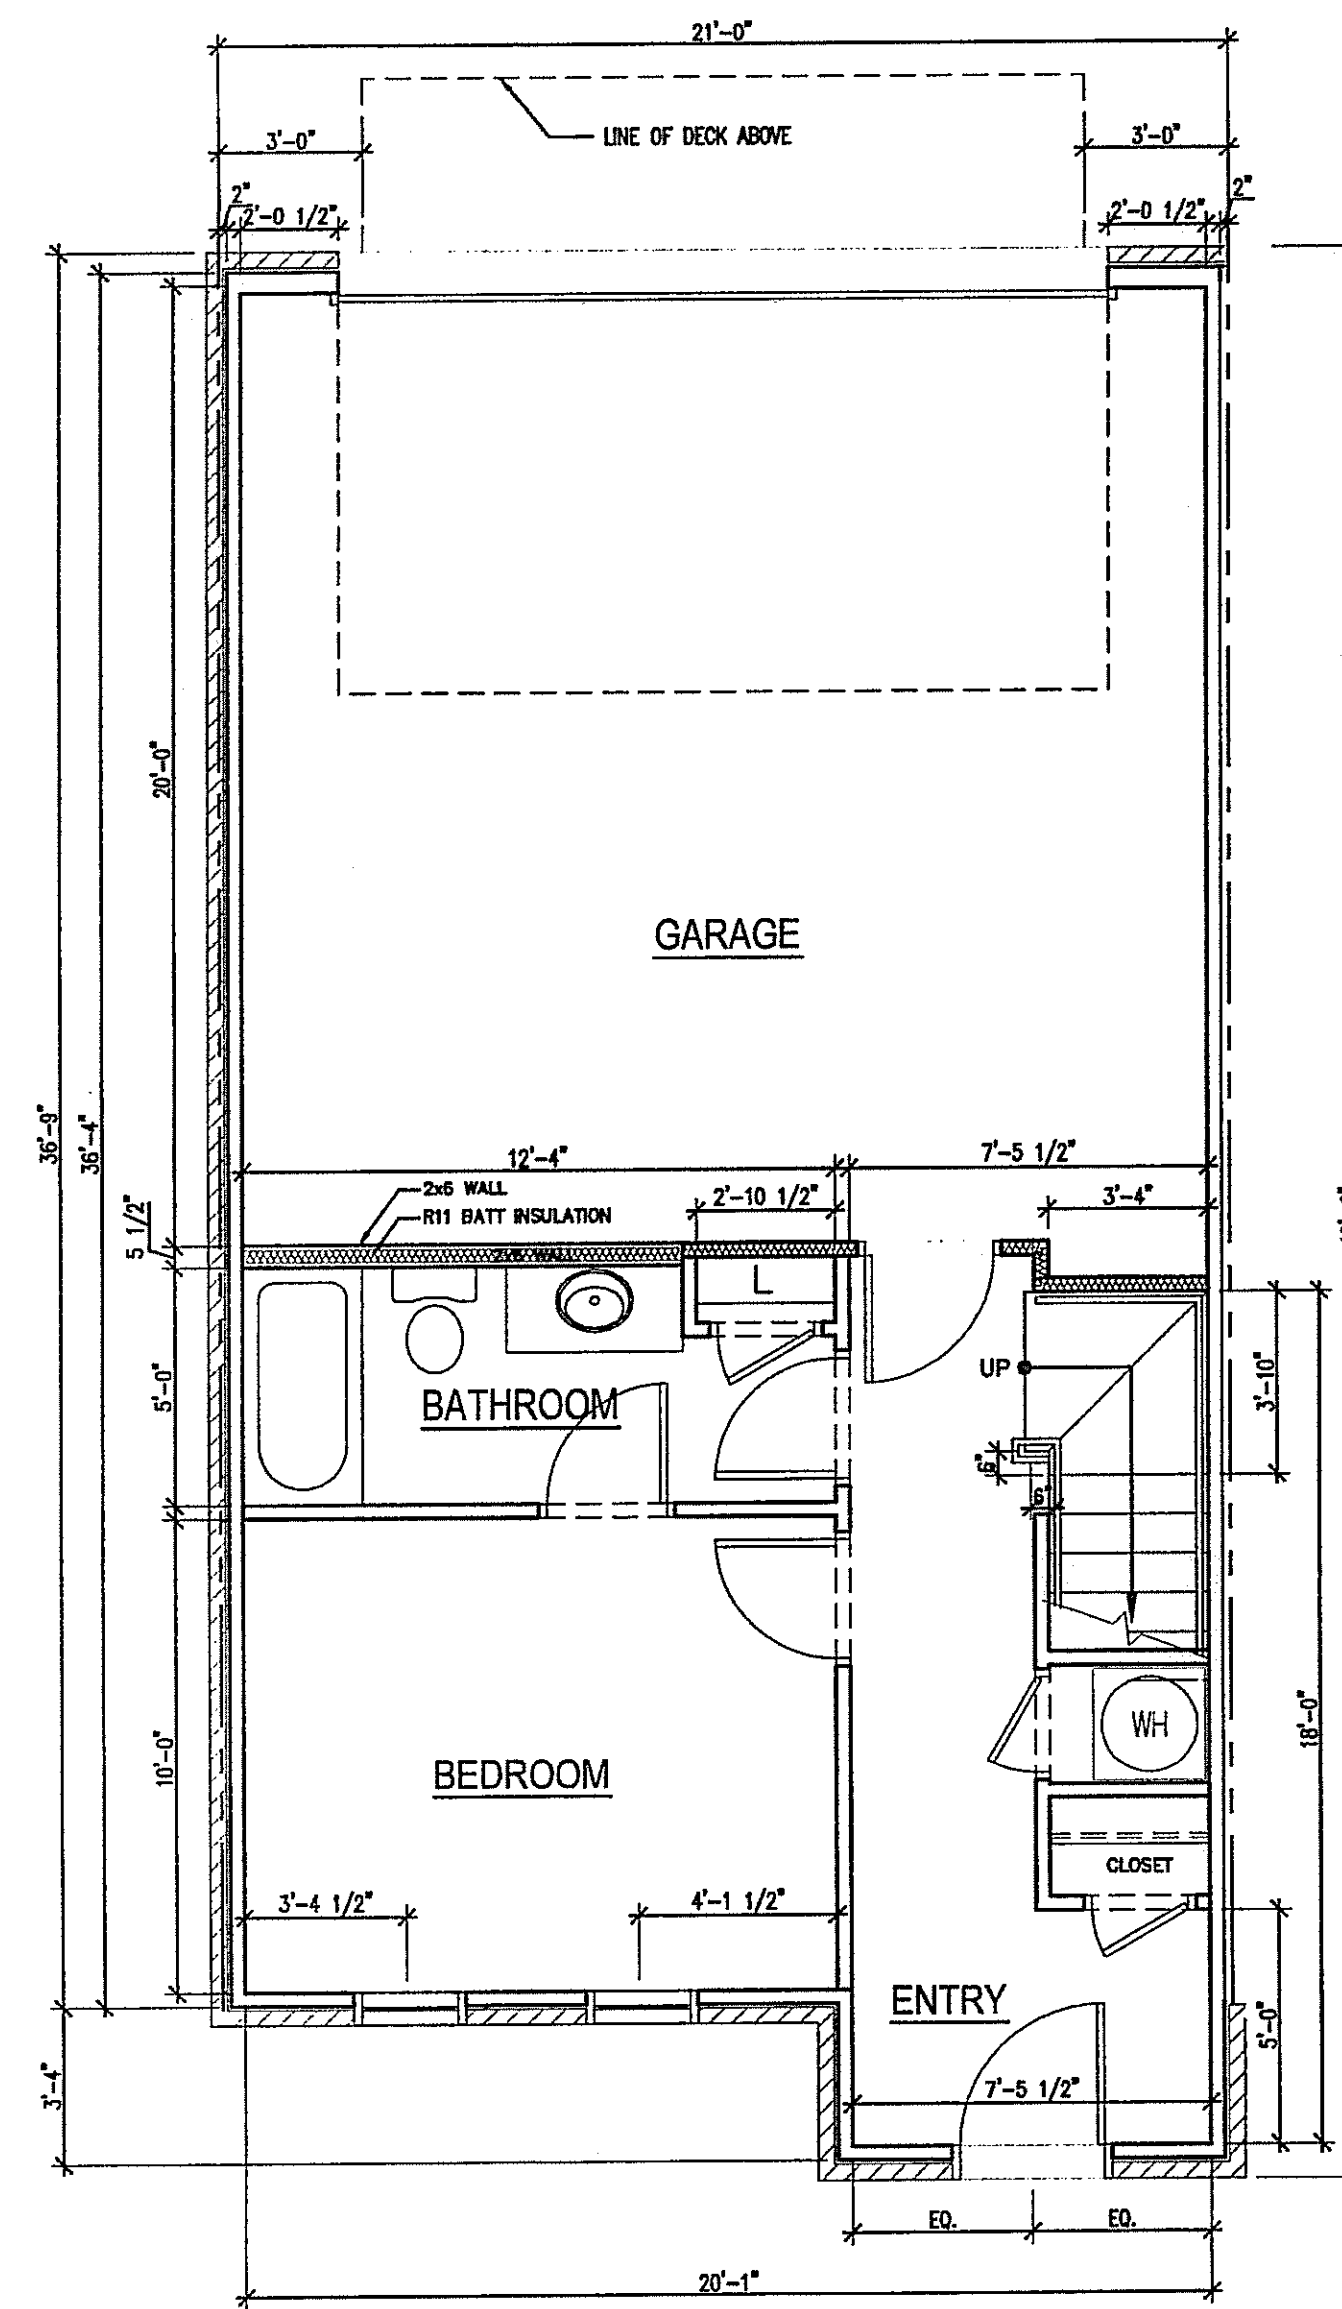 21'-0"
LINE OF DECK ABOVE
3'-0"
3'-0"
2"
2"
2'-0 1/2"
2'-0 1/2"
20'-0"
GARAGE
36'-9"
36'-4"
12'-4"
7'-5 1/2"
2x6 WALL
2'-10 1/2"
3'-4"
R11 BATT INSULATION
5 1/2"
L
UP
5'-0"
3'-10"
BATHROOM
6"
6"
10'-0"
18'-0"
WH
BEDROOM
CLOSET
3'-4 1/2"
4'-1 1/2"
ENTRY
5'-0"
3'-4"
7'-5 1/2"
EQ.
EQ.
20'-1"